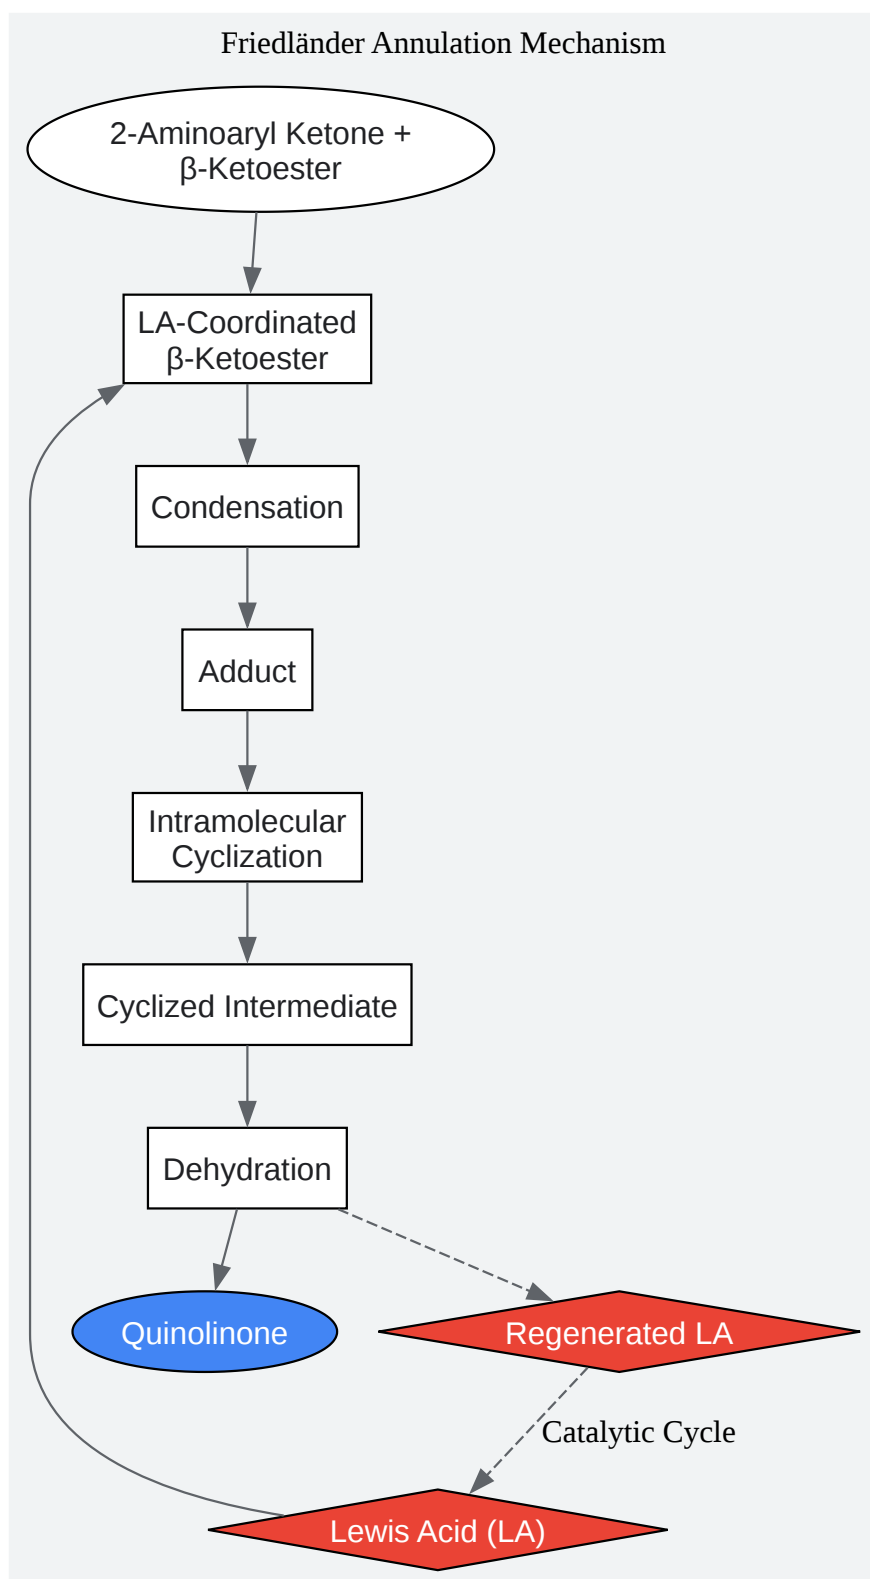 Friedländer Annulation Mechanism
2-Aminoaryl Ketone +
β-Ketoester
LA-Coordinated
β-Ketoester
Condensation
Adduct
Intramolecular
Cyclization
Cyclized Intermediate
Dehydration
Quinolinone
Regenerated LA
Catalytic Cycle
Lewis Acid (LA)